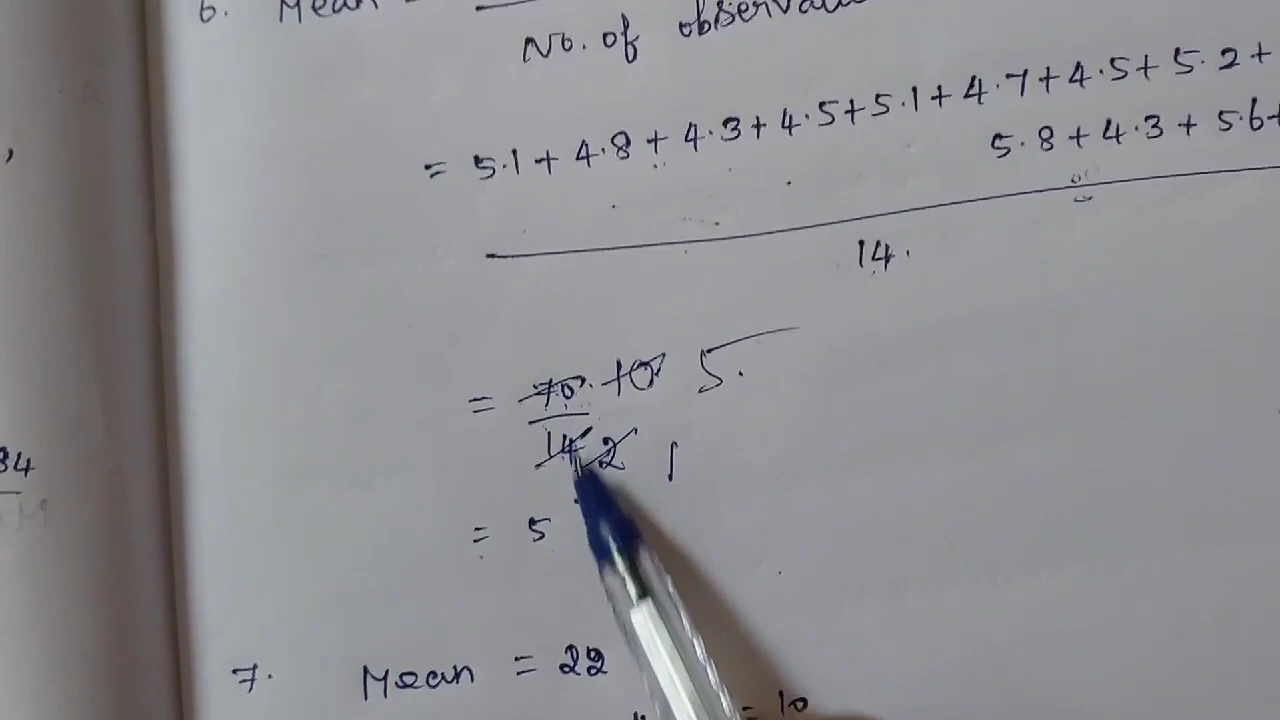 6. Mean =
No. of
= 5.1 + 4.8 + 4.3 + 4.5 + 5.1 + 4.7 + 4.5 + 5.2 +
5.8 + 4.3 + 5.6 +
14.
= 70 10 5.
14 2 1
= 5
34
7. Mean = 22
= 10